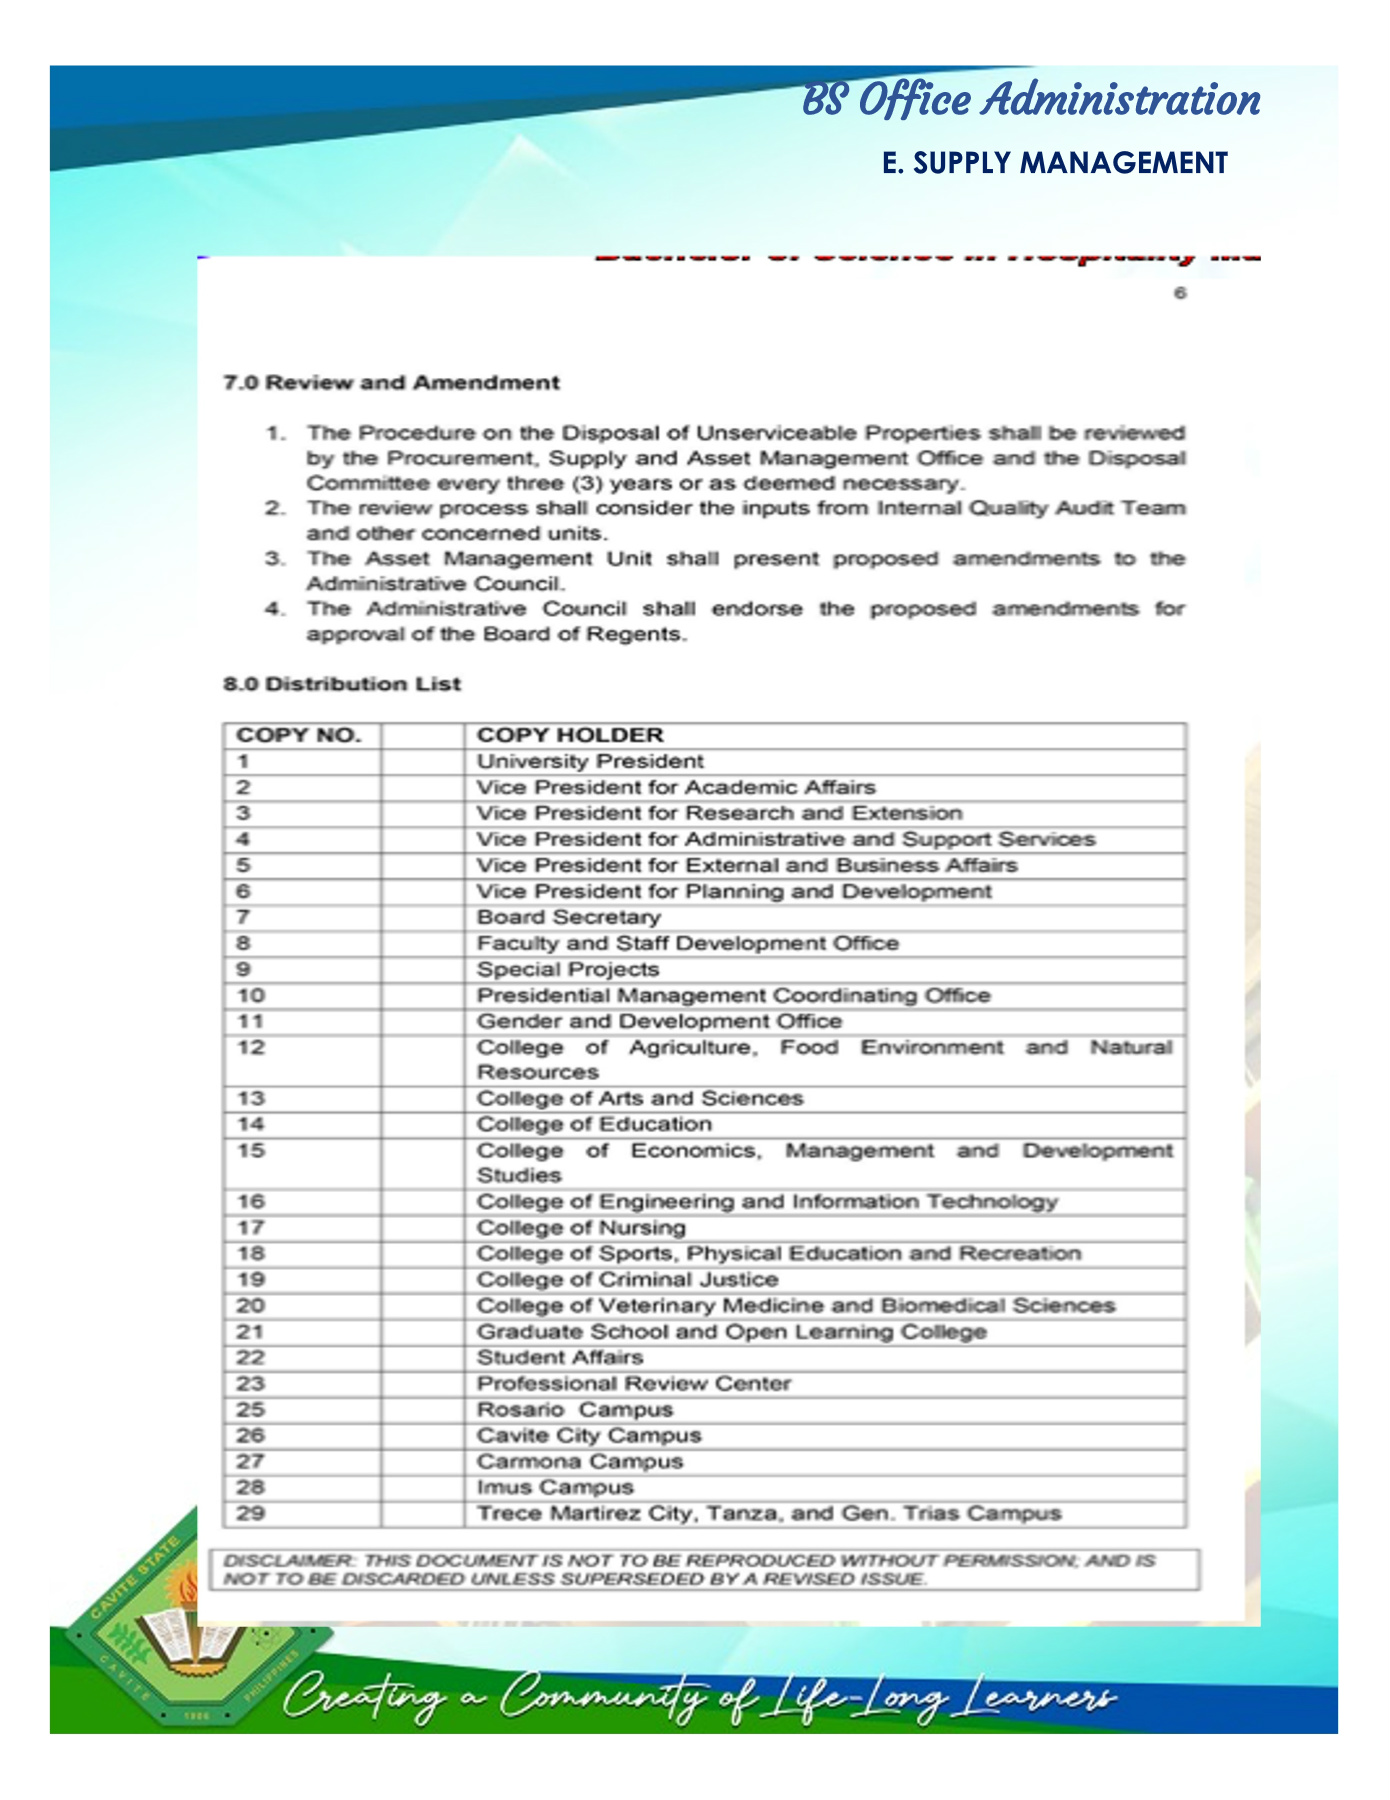 BS Office Administration
E. SUPPLY MANAGEMENT
Bachelor of Science in Hospitality
6
7.0 Review and Amendment
1. The Procedure on the Disposal of Unserviceable Properties shall be reviewed
by the Procurement, Supply and Asset Management Office and the Disposal
Committee every three (3) years or as deemed necessary.
2. The review process shall consider the inputs from Internal Quality Audit Team
and other concerned units.
3. The Asset Management Unit shall present proposed amendments to the
Administrative Council.
4. The Administrative Council shall endorse the proposed amendments for
approval of the Board of Regents.
8.0 Distribution List
COPY NO. COPY HOLDER
1 University President
2 Vice President for Academic Affairs
3 Vice President for Research and Extension
4 Vice President for Administrative and Support Services
5 Vice President for External and Business Affairs
6 Vice President for Planning and Development
7 Board Secretary
8 Faculty and Staff Development Office
9 Special Projects
10 Presidential Management Coordinating Office
11 Gender and Development Office
12 College of Agriculture, Food Environment and Natural
Resources
13 College of Arts and Sciences
14 College of Education
15 College of Economics, Management and Development
Studies
16 College of Engineering and Information Technology
17 College of Nursing
18 College of Sports, Physical Education and Recreation
19 College of Criminal Justice
20 College of Veterinary Medicine and Biomedical Sciences
21 Graduate School and Open Learning College
22 Student Affairs
23 Professional Review Center
25 Rosario Campus
26 Cavite City Campus
27 Carmona Campus
28 Imus Campus
29 Trece Martirez City, Tanza, and Gen. Trias Campus
DISCLAIMER: THIS DOCUMENT IS NOT TO BE REPRODUCED WITHOUT PERMISSION; AND IS
NOT TO BE DISCARDED UNLESS SUPERSEDED BY A REVISED ISSUE.
CAVITE STATE
CAVITE
PHILIPPINES
1906
Creating a Community of Life-Long Learners